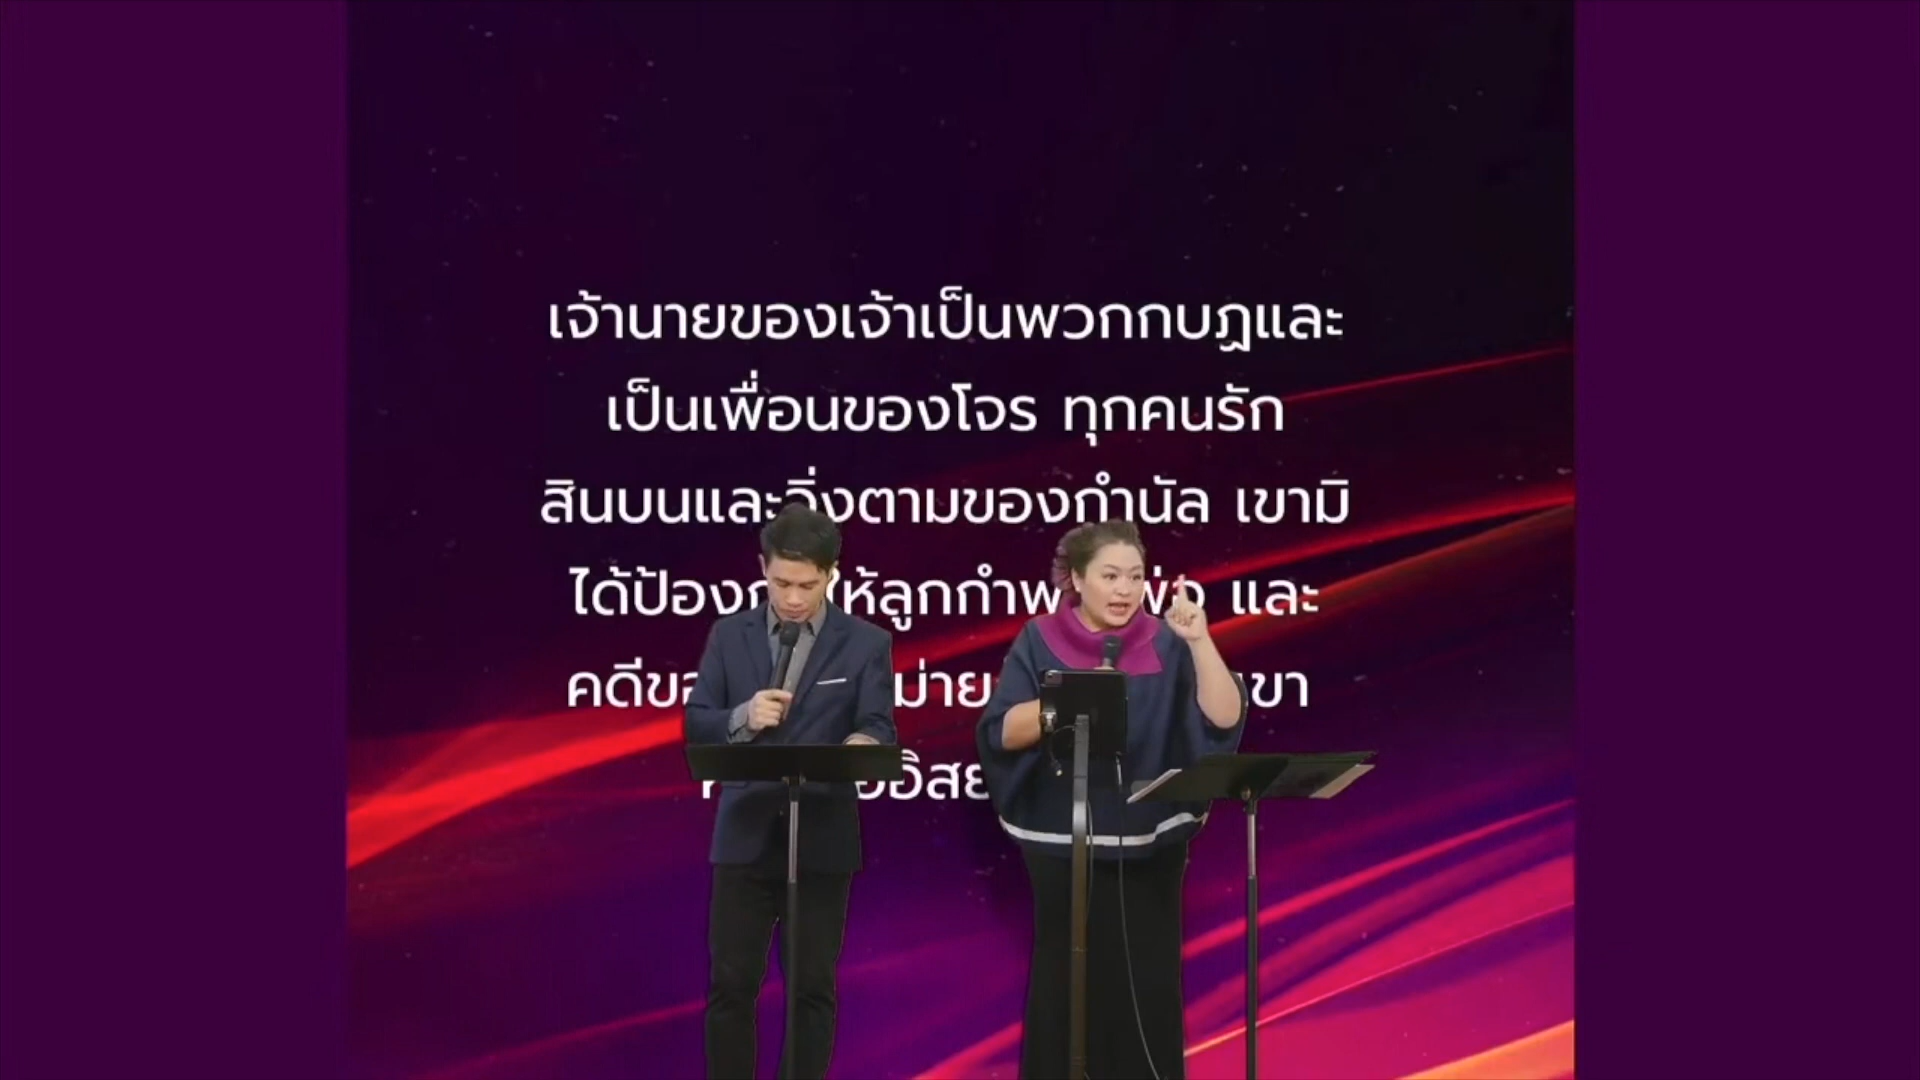 เจ้านายของเจ้าเป็นพวกกบฏและ
เป็นเพื่อนของโจร ทุกคนรัก
สินบนและวิ่งตามของกำนัล เขามิ
ได้ป้อง ให้ลูกกำพ พ่อ และ
คดีข ม่าย เขา
อิส